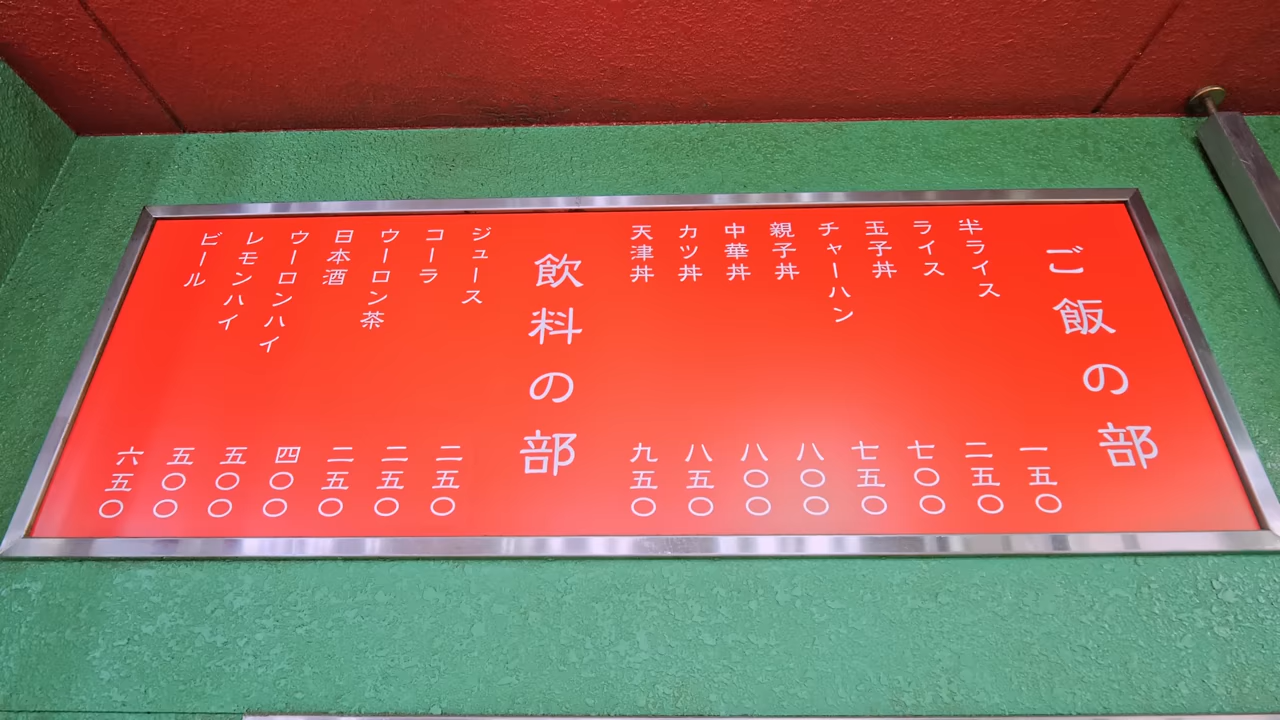 ご飯の部
半ライス 一五〇
ライス 二五〇
玉子丼 七〇〇
チャーハン 七五〇
親子丼 八〇〇
中華丼 八〇〇
カツ丼 八五〇
天津丼 九五〇
飲料の部
ジュース 二五〇
コーラ 二五〇
ウーロン茶 二五〇
日本酒 四〇〇
ウーロンハイ 五〇〇
レモンハイ 五〇〇
ビール 六五〇